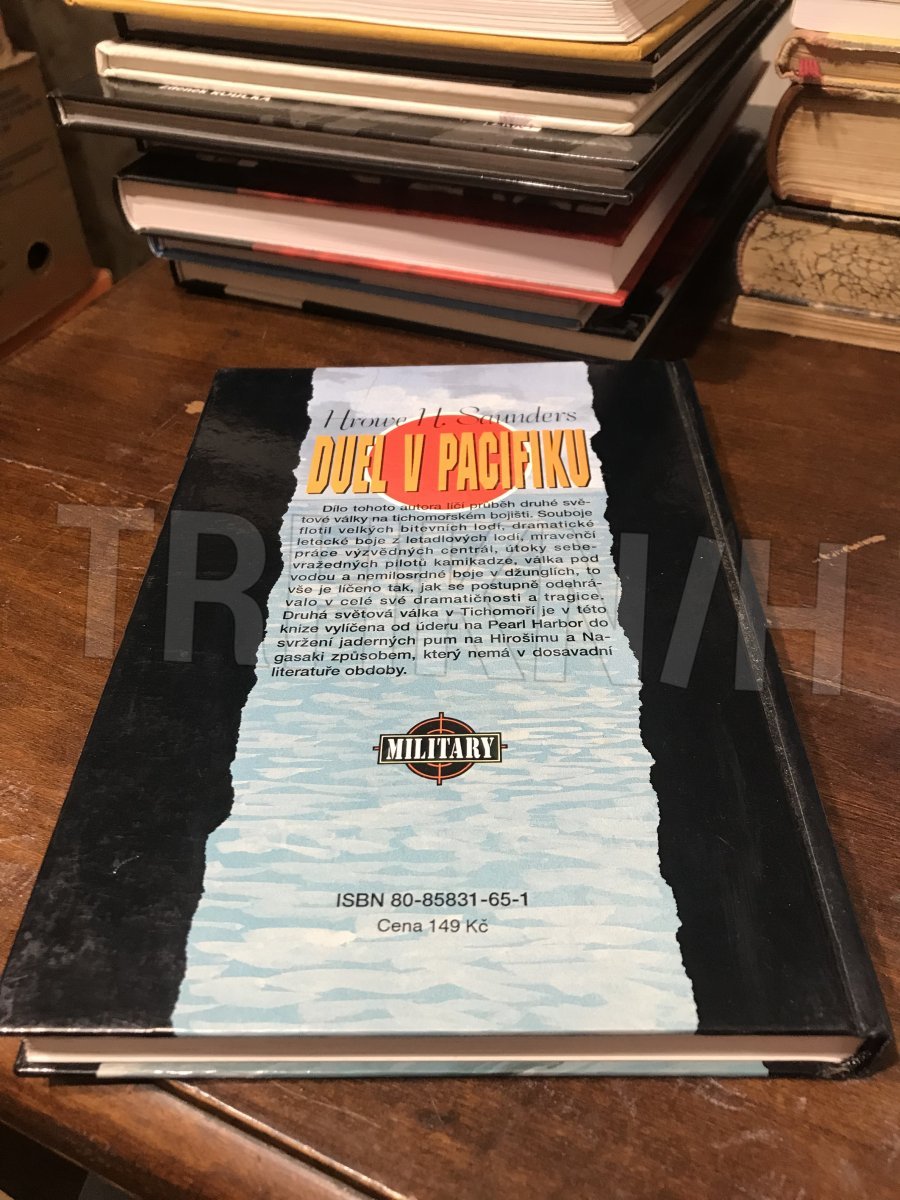 Zdeněk KUDLKA
Hrowe H. Saunders
DUEL V PACIFIKU
Dílo tohoto autora líčí průběh druhé svě-
tové války na tichomořském bojišti. Souboje
flotil velkých bitevních lodí, dramatické
letecké boje z letadlových lodí, mravenčí
práce výzvědných centrál, útoky sebe-
vražedných pilotů kamikadze, válka pod
vodou a nemilosrdné boje v džunglích, to
vše je líčeno tak, jak se postupně odehrá-
valo v celé své dramatičnosti a tragice.
Druhá světová válka v Tichomoří je v této
knize vylíčena od úderu na Pearl Harbor do
svržení jaderných pum na Hirošimu a Na-
gasaki způsobem, který nemá v dosavadní
literatuře obdoby.
MILITARY
ISBN 80-85831-65-1
Cena 149 Kč